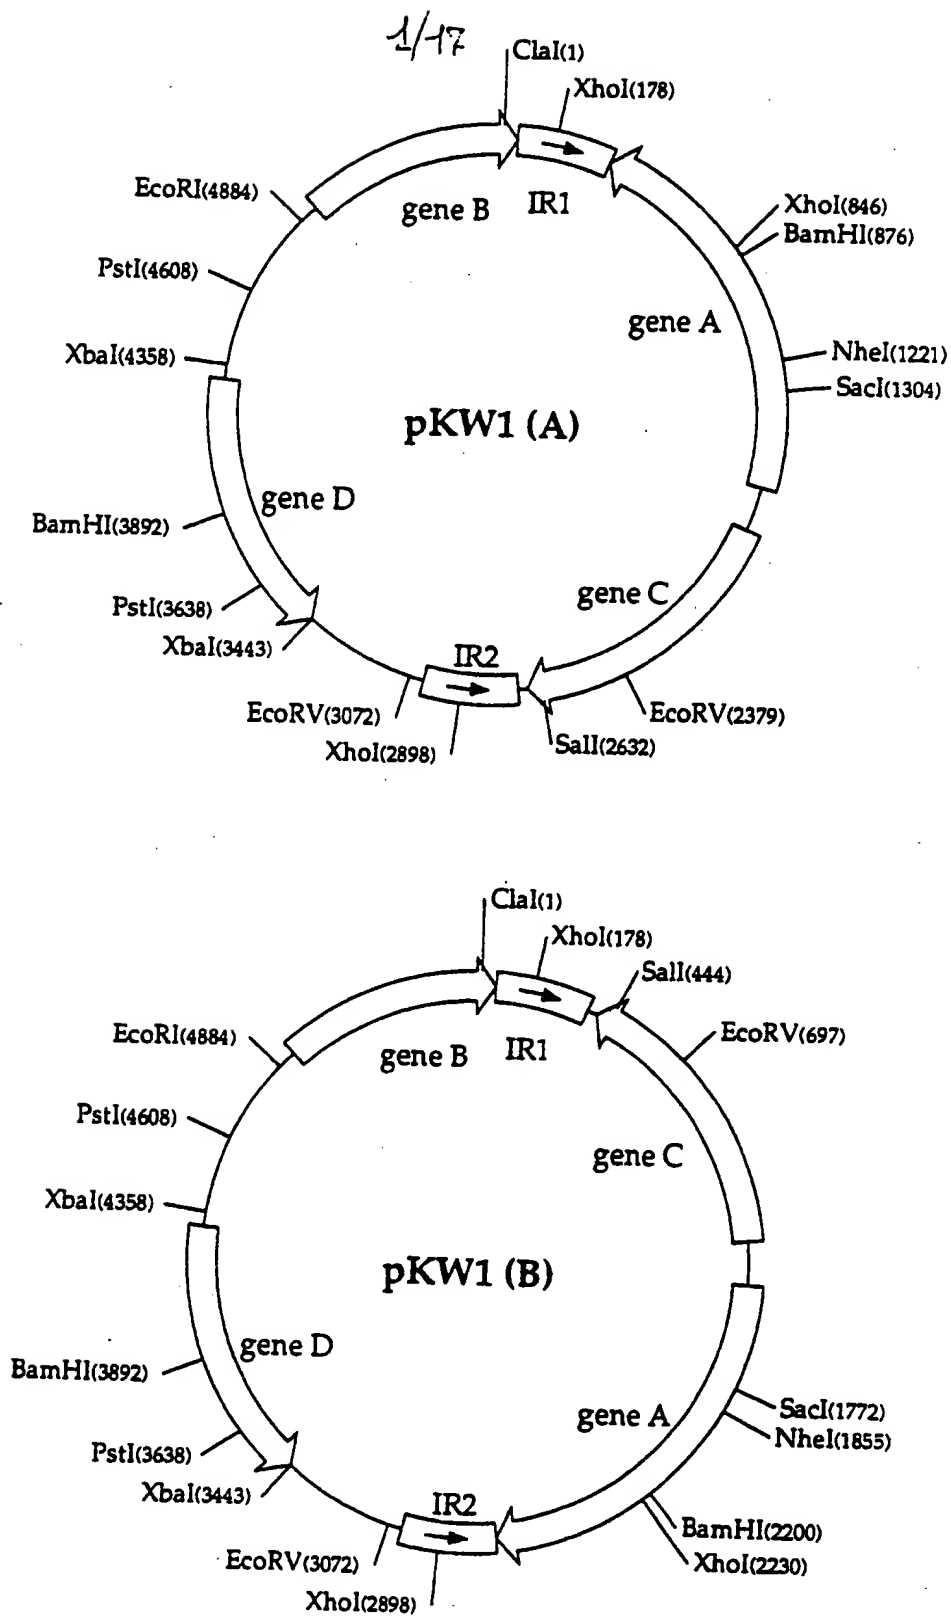 1/17
ClaI(1)
XhoI(178)
EcoRI(4884)
gene B
IR1
XhoI(846)
BamHI(876)
PstI(4608)
gene A
XbaI(4358)
NheI(1221)
SacI(1304)
pKW1 (A)
gene D
BamHI(3892)
gene C
PstI(3638)
XbaI(3443)
IR2
EcoRV(3072)
EcoRV(2379)
XhoI(2898)
SalI(2632)
ClaI(1)
XhoI(178)
SalI(444)
EcoRI(4884)
gene B
IR1
EcoRV(697)
PstI(4608)
gene C
XbaI(4358)
pKW1 (B)
gene D
BamHI(3892)
gene A
SacI(1772)
NheI(1855)
PstI(3638)
XbaI(3443)
IR2
BamHI(2200)
EcoRV(3072)
XhoI(2230)
XhoI(2898)